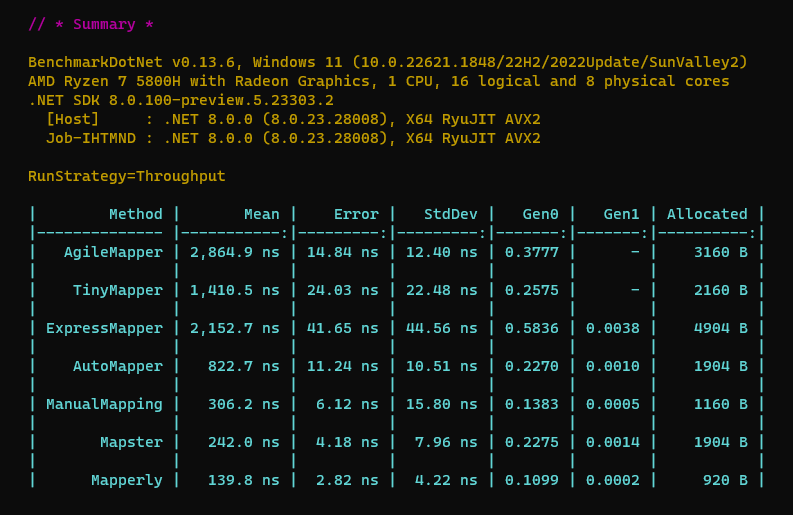 // * Summary *
BenchmarkDotNet v0.13.6, Windows 11 (10.0.22621.1848/22H2/2022Update/SunValley2)
AMD Ryzen 7 5800H with Radeon Graphics, 1 CPU, 16 logical and 8 physical cores
.NET SDK 8.0.100-preview.5.23303.2
  [Host]     : .NET 8.0.0 (8.0.23.28008), X64 RyuJIT AVX2
  Job-IHTMND : .NET 8.0.0 (8.0.23.28008), X64 RyuJIT AVX2
RunStrategy=Throughput
|        Method |       Mean |    Error |   StdDev |   Gen0 |   Gen1 | Allocated |
|-------------- |-----------:|---------:|---------:|-------:|-------:|----------:|
|    AgileMapper | 2,864.9 ns | 14.84 ns | 12.40 ns | 0.3777 |      - |    3160 B |
|               |            |          |          |        |        |           |
|     TinyMapper | 1,410.5 ns | 24.03 ns | 22.48 ns | 0.2575 |      - |    2160 B |
|               |            |          |          |        |        |           |
|  ExpressMapper | 2,152.7 ns | 41.65 ns | 44.56 ns | 0.5836 | 0.0038 |    4904 B |
|               |            |          |          |        |        |           |
|     AutoMapper |   822.7 ns | 11.24 ns | 10.51 ns | 0.2270 | 0.0010 |    1904 B |
|               |            |          |          |        |        |           |
|  ManualMapping |   306.2 ns |  6.12 ns | 15.80 ns | 0.1383 | 0.0005 |    1160 B |
|               |            |          |          |        |        |           |
|        Mapster |   242.0 ns |  4.18 ns |  7.96 ns | 0.2275 | 0.0014 |    1904 B |
|               |            |          |          |        |        |           |
|       Mapperly |   139.8 ns |  2.82 ns |  4.22 ns | 0.1099 | 0.0002 |     920 B |